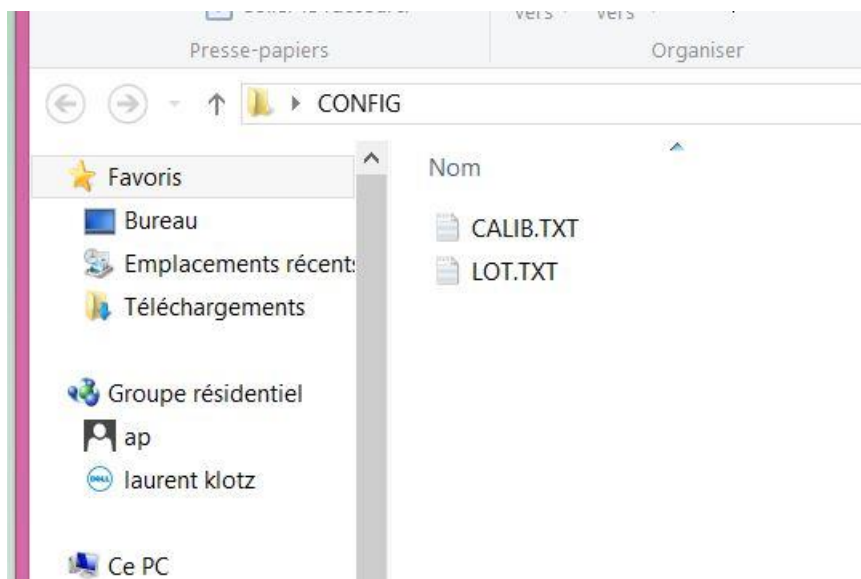 Presse-papiers
Organiser
CONFIG
Favoris
Bureau
Emplacements récents
Téléchargements
Groupe résidentiel
ap
laurent klotz
Ce PC
Nom
CALIB.TXT
LOT.TXT